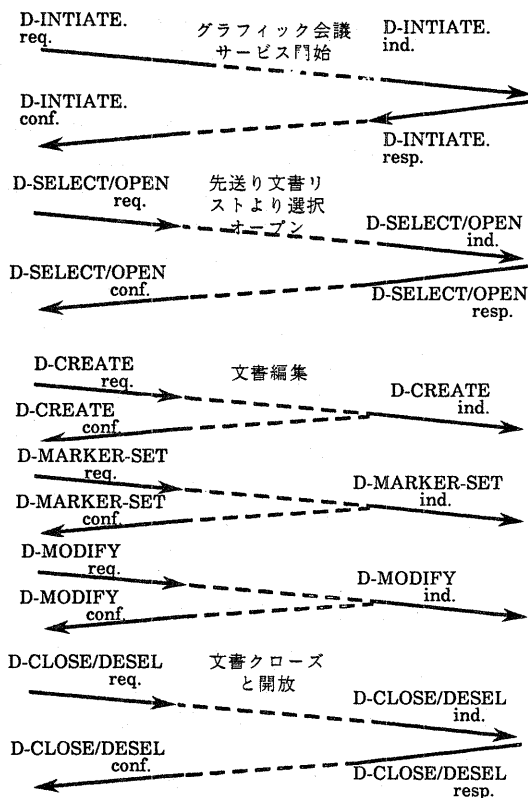 D-INTIATE.
req.
グラフィック会議
サービス開始
D-INTIATE.
ind.
D-INTIATE.
conf.
D-INTIATE.
resp.
D-SELECT/OPEN
req.
先送り文書リ
ストより選択
オープン
D-SELECT/OPEN
ind.
D-SELECT/OPEN
conf.
D-SELECT/OPEN
resp.
D-CREATE
req.
文書編集
D-CREATE
ind.
D-CREATE
conf.
D-MARKER-SET
req.
D-MARKER-SET
ind.
D-MARKER-SET
conf.
D-MODIFY
req.
D-MODIFY
ind.
D-MODIFY
conf.
D-CLOSE/DESEL
req.
文書クローズ
と開放
D-CLOSE/DESEL
ind.
D-CLOSE/DESEL
conf.
D-CLOSE/DESEL
resp.